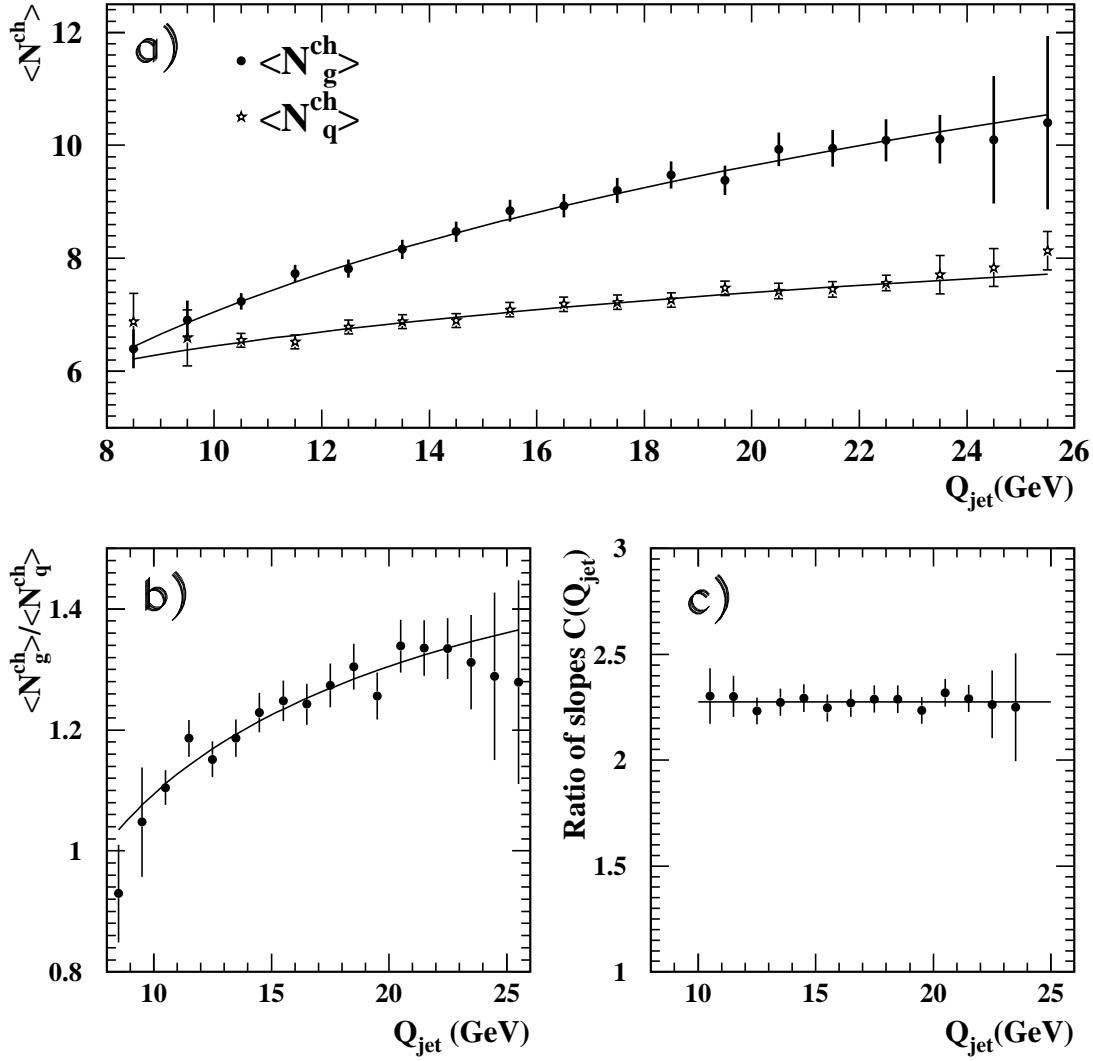 <N^ch>
a)
<N_g^ch>
<N_q^ch>
12
10
8
6
8 10 12 14 16 18 20 22 24 26
Q_jet(GeV)
<N_g^ch>/<N_q^ch>
b)
1.4
1.2
1
0.8
10 15 20 25
Q_jet (GeV)
Ratio of slopes C(Q_jet)
c)
3
2.5
2
1.5
1
10 15 20 25
Q_jet (GeV)